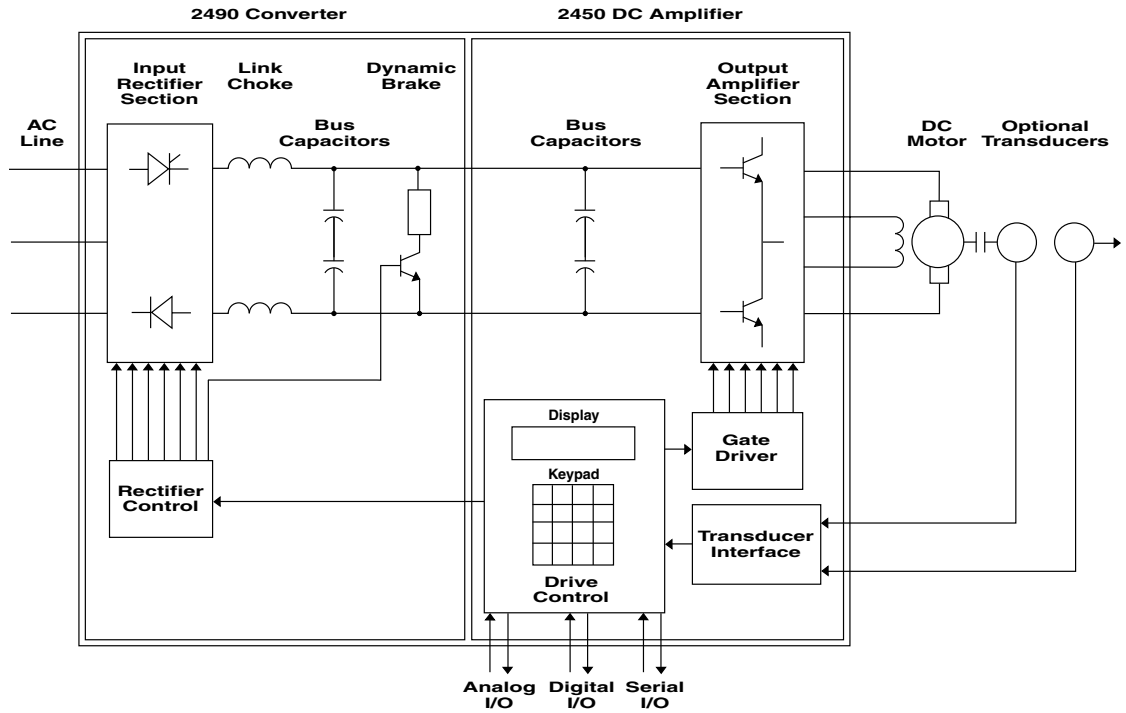 2490 Converter
2450 DC Amplifier
Input
Rectifier
Section
Link
Choke
Dynamic
Brake
Output
Amplifier
Section
AC
Line
Bus
Capacitors
Bus
Capacitors
DC
Motor
Optional
Transducers
Display
Keypad
Drive
Control
Gate
Driver
Rectifier
Control
Transducer
Interface
Analog
I/O
Digital
I/O
Serial
I/O